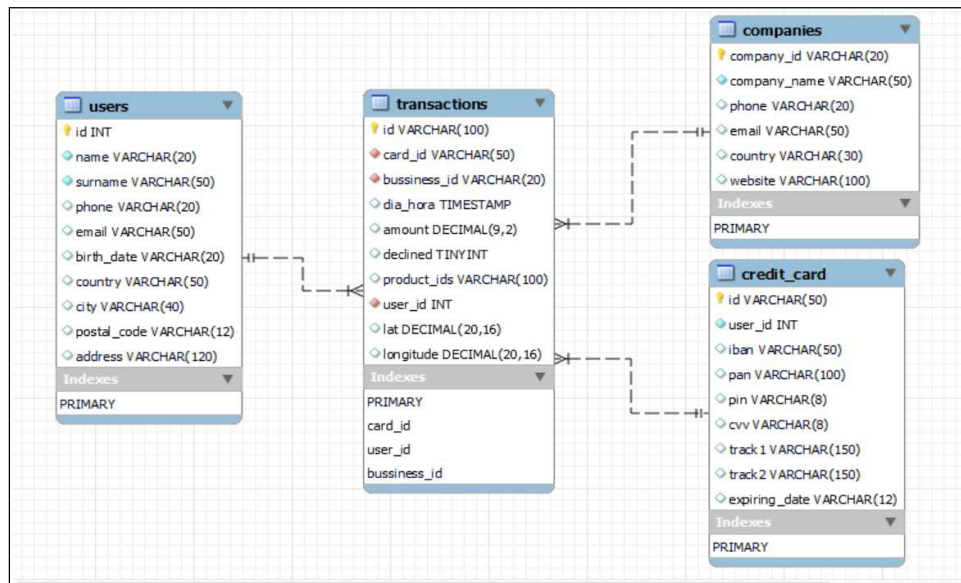 users
id INT
name VARCHAR(20)
surname VARCHAR(50)
phone VARCHAR(20)
email VARCHAR(50)
birth_date VARCHAR(20)
country VARCHAR(50)
city VARCHAR(40)
postal_code VARCHAR(12)
address VARCHAR(120)
Indexes
PRIMARY
transactions
id VARCHAR(100)
card_id VARCHAR(50)
bussiness_id VARCHAR(20)
dia_hora TIMESTAMP
amount DECIMAL(9,2)
declined TINYINT
product_ids VARCHAR(100)
user_id INT
lat DECIMAL(20,16)
longitude DECIMAL(20,16)
Indexes
PRIMARY
card_id
user_id
bussiness_id
companies
company_id VARCHAR(20)
company_name VARCHAR(50)
phone VARCHAR(20)
email VARCHAR(50)
country VARCHAR(30)
website VARCHAR(100)
Indexes
PRIMARY
credit_card
id VARCHAR(50)
user_id INT
iban VARCHAR(50)
pan VARCHAR(100)
pin VARCHAR(8)
cvv VARCHAR(8)
track1 VARCHAR(150)
track2 VARCHAR(150)
expiring_date VARCHAR(12)
Indexes
PRIMARY